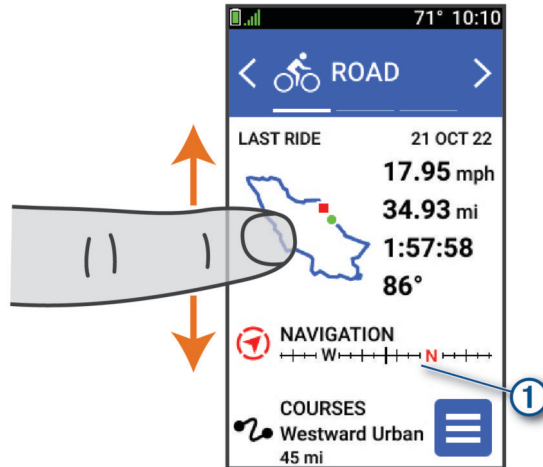 71° 10:10
ROAD
LAST RIDE 21 OCT 22
17.95 mph
34.93 mi
1:57:58
86°
NAVIGATION
W N
1
COURSES
Westward Urban
45 mi